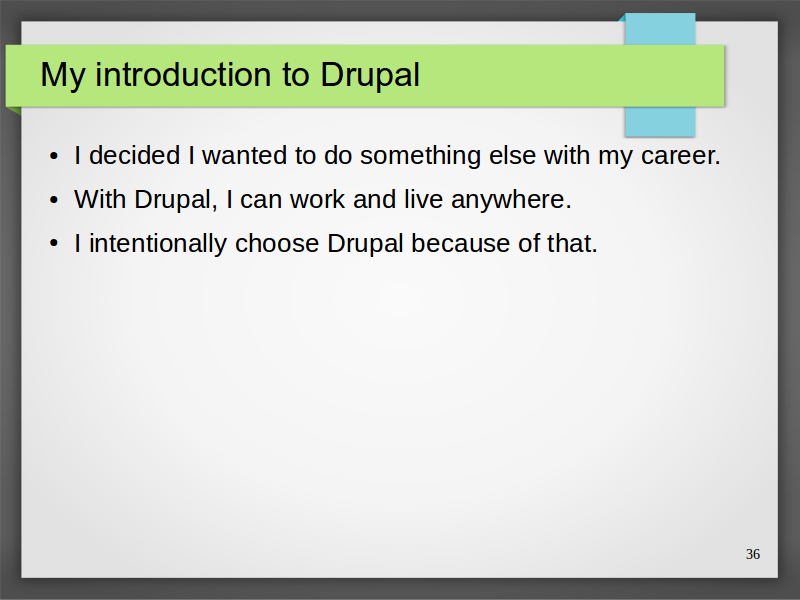 My introduction to Drupal
• I decided I wanted to do something else with my career.
• With Drupal, I can work and live anywhere.
• I intentionally choose Drupal because of that.
36